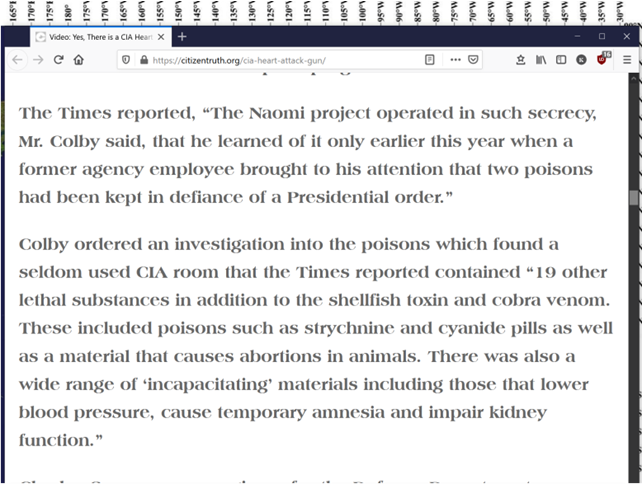 165°E 170°E 175°E 180° 175°W 170°W 165°W 160°W 155°W 150°W 145°W 140°W 135°W 130°W 125°W 120°W 115°W 110°W 105°W 100°W 95°W 90°W 85°W 80°W 75°W 70°W 65°W 60°W 55°W 50°W 45°W 40°W 35°W 30°W
Video: Yes, There is a CIA Heart
https://citizentruth.org/cia-heart-attack-gun/
16
The Times reported, “The Naomi project operated in such secrecy,
Mr. Colby said, that he learned of it only earlier this year when a
former agency employee brought to his attention that two poisons
had been kept in defiance of a Presidential order.”
Colby ordered an investigation into the poisons which found a
seldom used CIA room that the Times reported contained “19 other
lethal substances in addition to the shellfish toxin and cobra venom.
These included poisons such as strychnine and cyanide pills as well
as a material that causes abortions in animals. There was also a
wide range of ‘incapacitating’ materials including those that lower
blood pressure, cause temporary amnesia and impair kidney
function.”